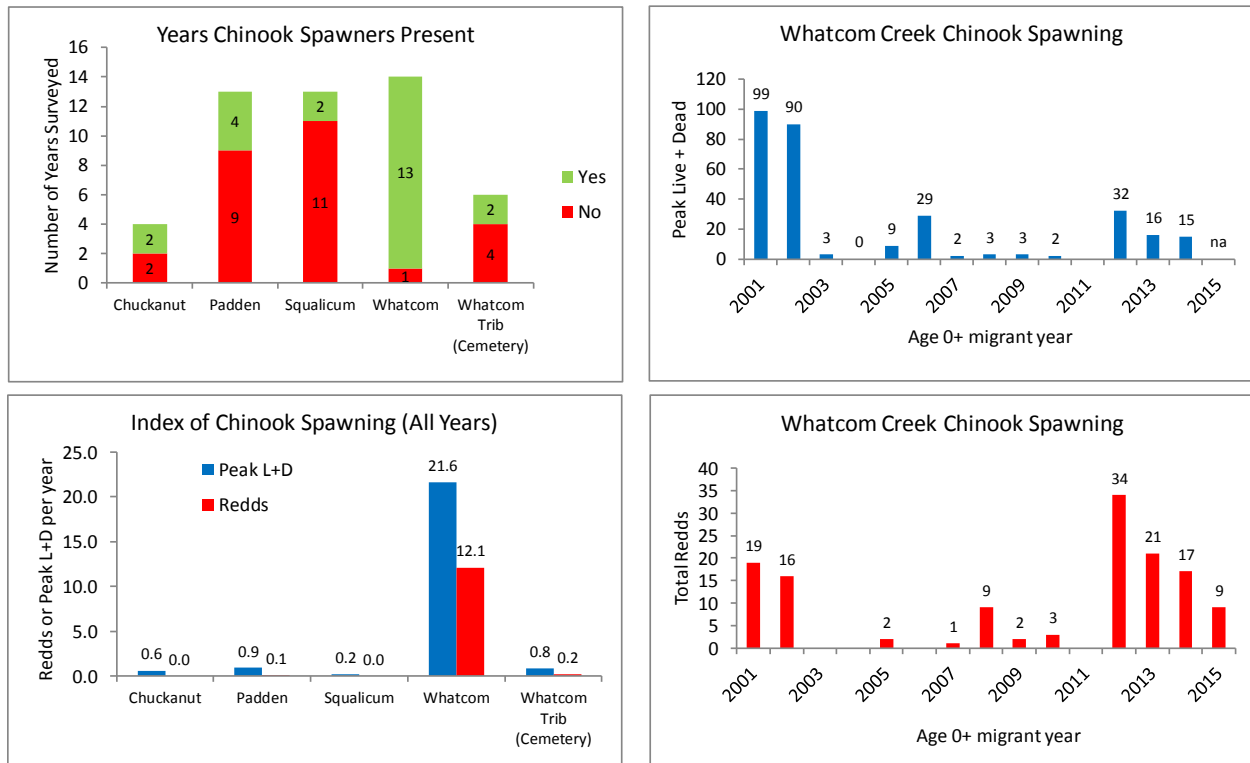 Years Chinook Spawners Present
Number of Years Surveyed
16
14
12
10
8
6
4
2
0
2
4
2
13
2
2
9
11
1
4
Yes
No
Chuckanut Padden Squalicum Whatcom Whatcom
Trib
(Cemetery)
Whatcom Creek Chinook Spawning
Peak Live + Dead
120
100
80
60
40
20
0
99 90 3 0 9 29 2 3 3 2 32 16 15 na
2001 2003 2005 2007 2009 2011 2013 2015
Age 0+ migrant year
Index of Chinook Spawning (All Years)
Redds or Peak L+D per year
25.0
20.0
15.0
10.0
5.0
0.0
Peak L+D
Redds
0.6 0.0 0.9 0.1 0.2 0.0 21.6 12.1 0.8 0.2
Chuckanut Padden Squalicum Whatcom Whatcom
Trib
(Cemetery)
Whatcom Creek Chinook Spawning
Total Redds
40
35
30
25
20
15
10
5
0
19 16 2 1 9 2 3 34 21 17 9
2001 2003 2005 2007 2009 2011 2013 2015
Age 0+ migrant year